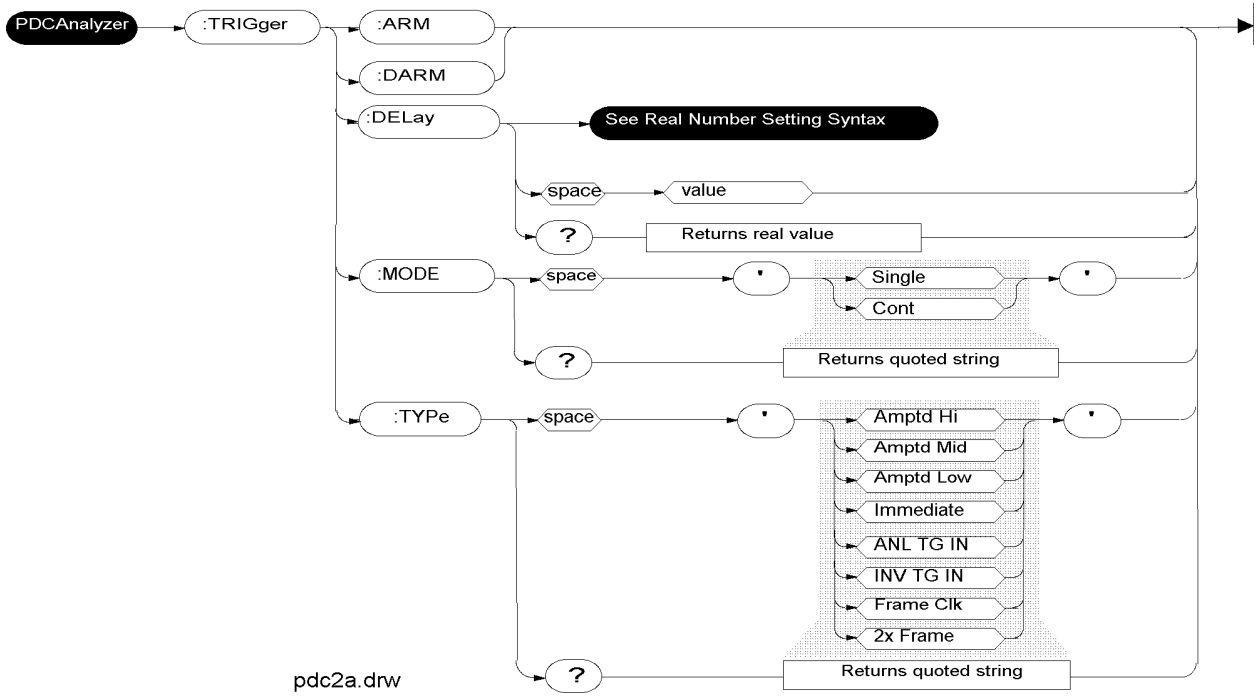 PDCAnalyzer
:TRIGger
:ARM
:DARM
:DELay
See Real Number Setting Syntax
space
value
?
Returns real value
:MODE
space
'
Single
'
Cont
?
Returns quoted string
:TYPe
space
'
Amptd Hi
'
Amptd Mid
Amptd Low
Immediate
ANL TG IN
INV TG IN
Frame Clk
2x Frame
?
Returns quoted string
pdc2a.drw